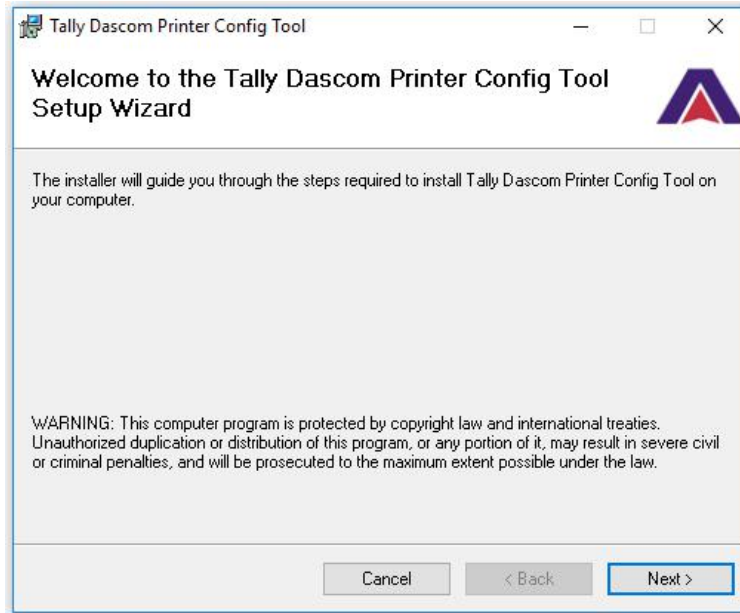 Tally Dascom Printer Config Tool
Welcome to the Tally Dascom Printer Config Tool
Setup Wizard
The installer will guide you through the steps required to install Tally Dascom Printer Config Tool on
your computer.
WARNING: This computer program is protected by copyright law and international treaties.
Unauthorized duplication or distribution of this program, or any portion of it, may result in severe civil
or criminal penalties, and will be prosecuted to the maximum extent possible under the law.
Cancel
< Back
Next >